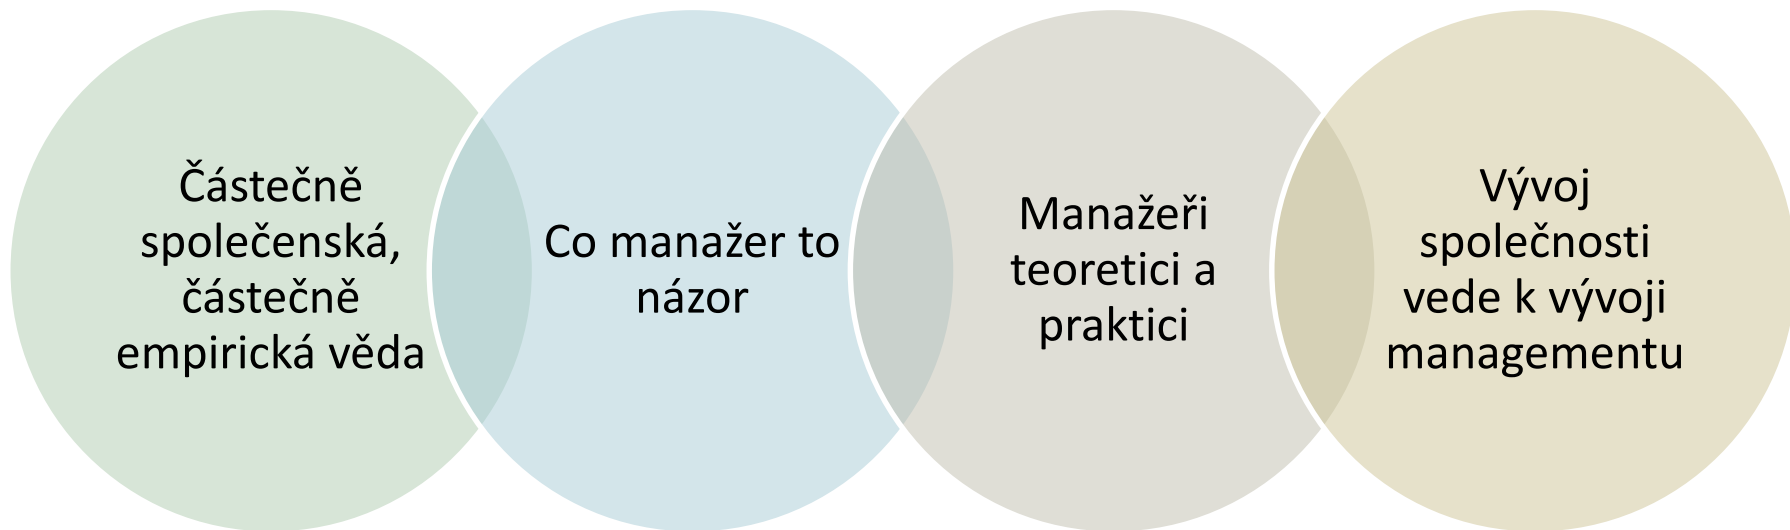 Částečně
společenská,
částečně
empirická věda
Co manažer to
názor
Manažeři
teoretici a
praktici
Vývoj
společnosti
vede k vývoji
managementu